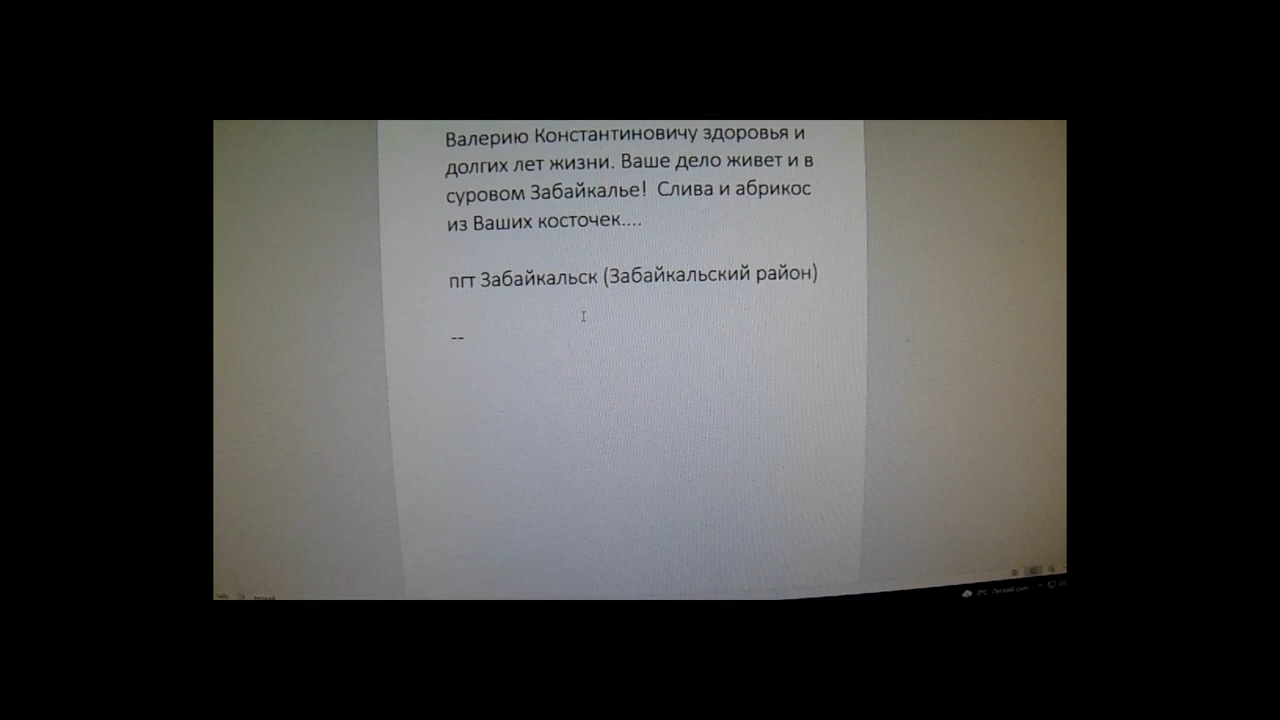 Валерию Константиновичу здоровья и
долгих лет жизни. Ваше дело живет и в
суровом Забайкалье!  Слива и абрикос
из Ваших косточек....
пгт Забайкальск (Забайкальский район)
--
0°C